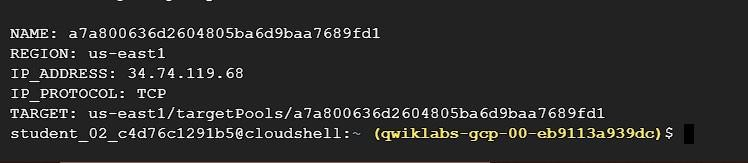 NAME: a7a800636d2604805ba6d9baa7689fd1
REGION: us-east1
IP_ADDRESS: 34.74.119.68
IP_PROTOCOL: TCP
TARGET: us-east1/targetPools/a7a800636d2604805ba6d9baa7689fd1
student_02_c4d76c1291b5@cloudshell:~ (qwiklabs-gcp-00-eb9113a939dc)$